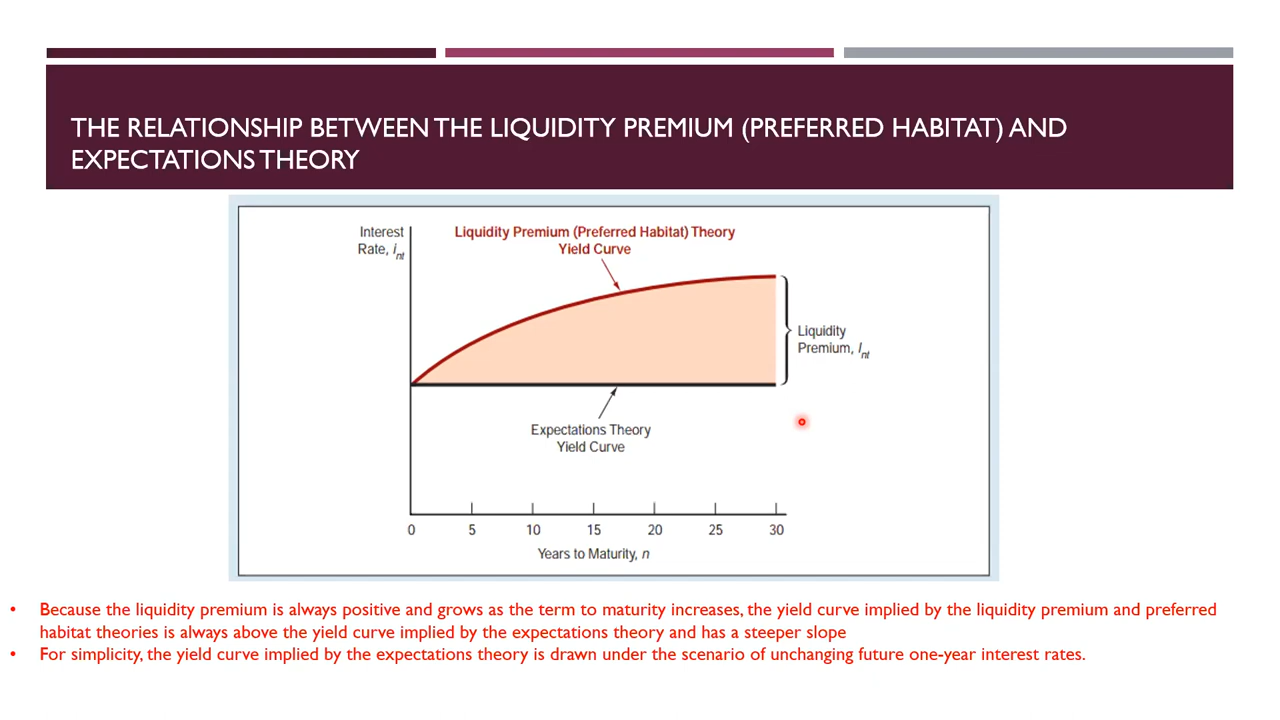 THE RELATIONSHIP BETWEEN THE LIQUIDITY PREMIUM (PREFERRED HABITAT) AND
EXPECTATIONS THEORY
Interest
Rate, i_nt
Liquidity Premium (Preferred Habitat) Theory
Yield Curve
Liquidity
Premium, l_nt
Expectations Theory
Yield Curve
0 5 10 15 20 25 30
Years to Maturity, n
• Because the liquidity premium is always positive and grows as the term to maturity increases, the yield curve implied by the liquidity premium and preferred
habitat theories is always above the yield curve implied by the expectations theory and has a steeper slope
• For simplicity, the yield curve implied by the expectations theory is drawn under the scenario of unchanging future one-year interest rates.